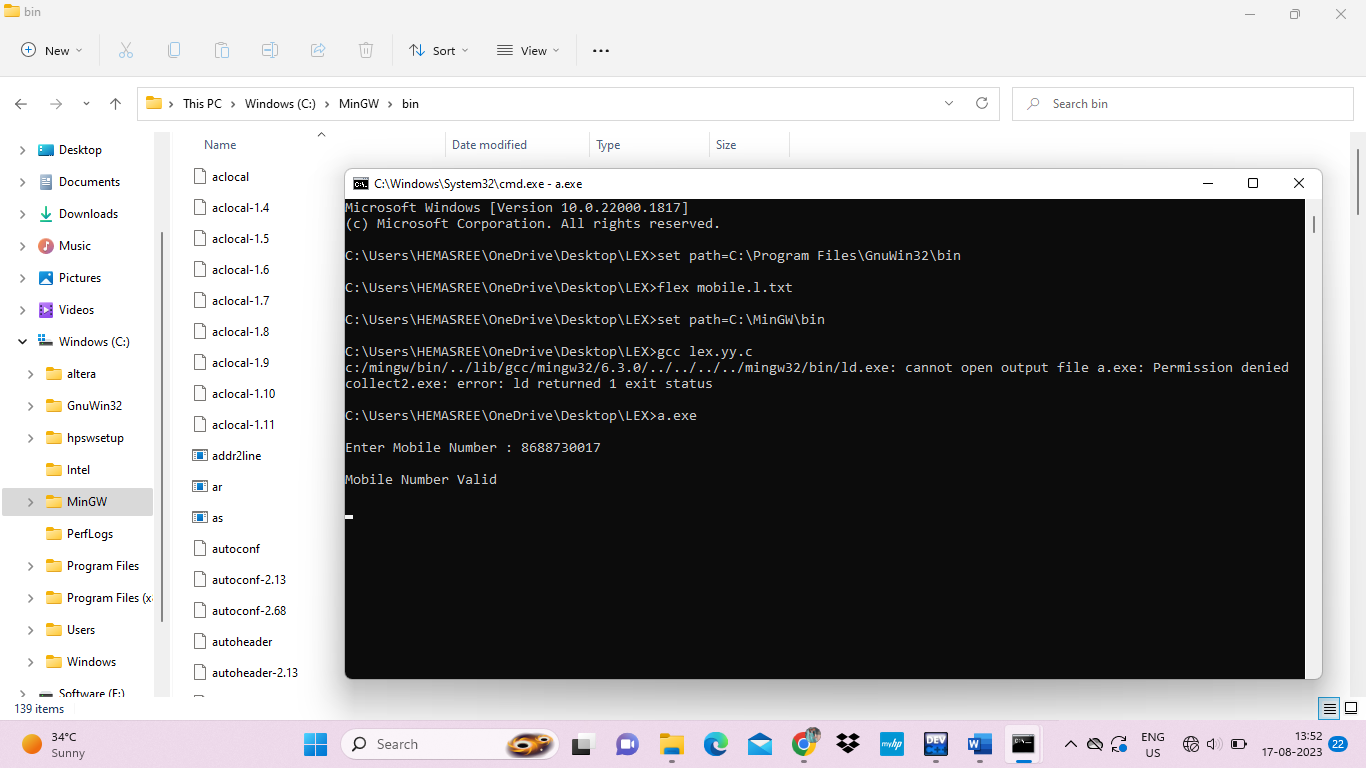 bin
New
Sort
View
This PC
Windows (C:)
MinGW
bin
Search bin
Name
Date modified
Type
Size
Desktop
Documents
Downloads
Music
Pictures
Videos
Windows (C:)
altera
GnuWin32
hpswsetup
Intel
MinGW
PerfLogs
Program Files
Program Files (x
Users
Windows
Software (F:)
aclocal
aclocal-1.4
aclocal-1.5
aclocal-1.6
aclocal-1.7
aclocal-1.8
aclocal-1.9
aclocal-1.10
aclocal-1.11
addr2line
ar
as
autoconf
autoconf-2.13
autoconf-2.68
autoheader
autoheader-2.13
C:\Windows\System32\cmd.exe - a.exe
Microsoft Windows [Version 10.0.22000.1817]
(c) Microsoft Corporation. All rights reserved.
C:\Users\HEMASREE\OneDrive\Desktop\LEX>set path=C:\Program Files\GnuWin32\bin
C:\Users\HEMASREE\OneDrive\Desktop\LEX>flex mobile.l.txt
C:\Users\HEMASREE\OneDrive\Desktop\LEX>set path=C:\MinGW\bin
C:\Users\HEMASREE\OneDrive\Desktop\LEX>gcc lex.yy.c
c:/mingw/bin/../lib/gcc/mingw32/6.3.0/../../../../mingw32/bin/ld.exe: cannot open output file a.exe: Permission denied
collect2.exe: error: ld returned 1 exit status
C:\Users\HEMASREE\OneDrive\Desktop\LEX>a.exe
Enter Mobile Number : 8688730017
Mobile Number Valid
139 items
34°C
Sunny
Search
myhp
DEV
W
ENG
US
13:52
17-08-2023
22